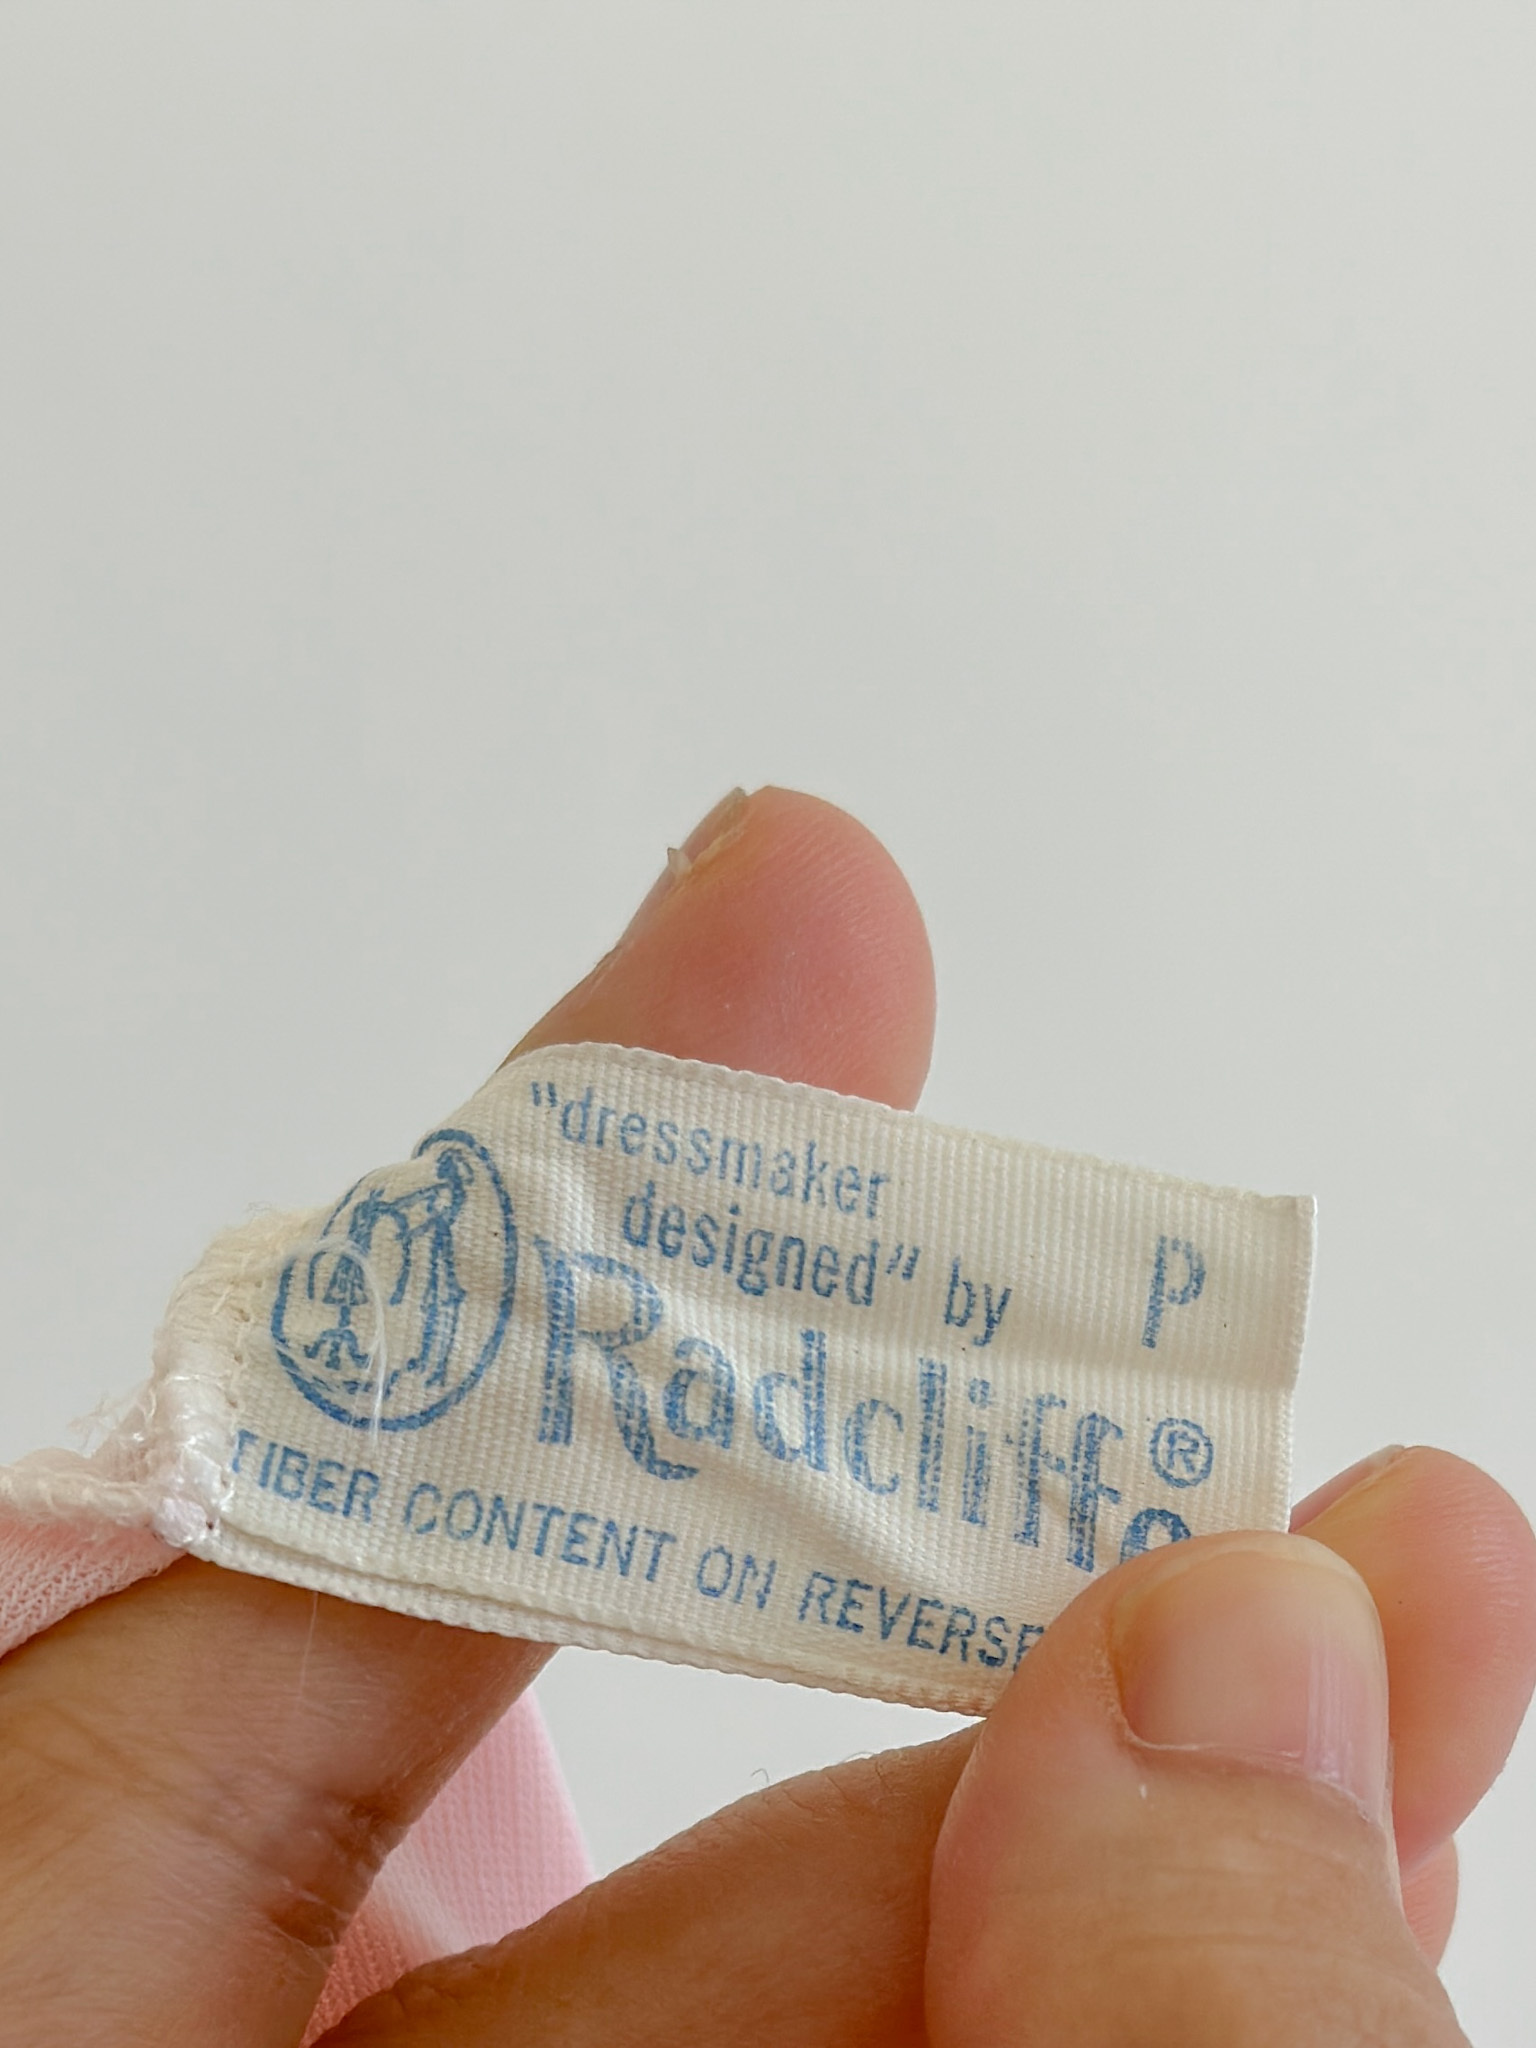 "dressmaker
designed" by
P
Radcliffe®
FIBER CONTENT ON REVERSE